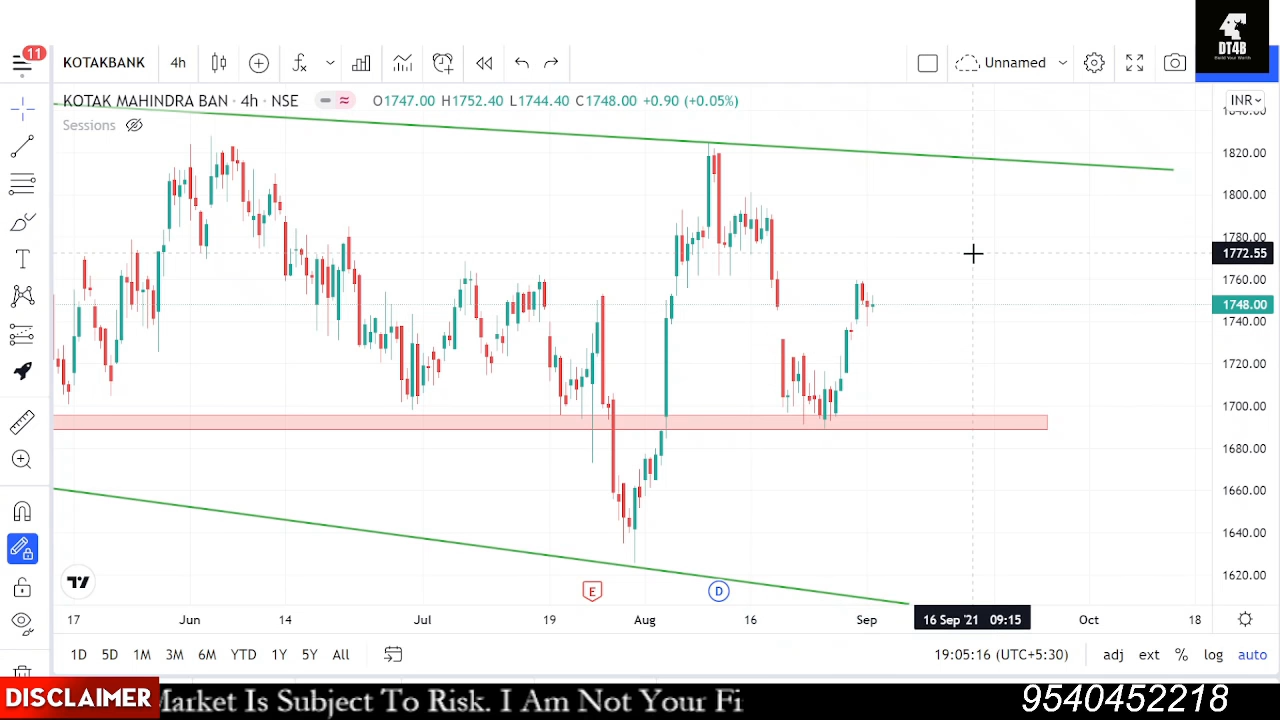 11
KOTAKBANK 4h Unnamed
DT4B
Build Your Worth
KOTAK MAHINDRA BAN · 4h · NSE O1747.00 H1752.40 L1744.40 C1748.00 +0.90 (+0.05%)
INR
Sessions
1840.00
1820.00
1800.00
1780.00
1772.55
1760.00
1748.00
1740.00
1720.00
1700.00
1680.00
1660.00
1640.00
1620.00
E D
17 Jun 14 Jul 19 Aug 16 Sep 16 Sep '21 09:15 Oct 18
1D 5D 1M 3M 6M YTD 1Y 5Y All 19:05:16 (UTC+5:30) adj ext % log auto
DISCLAIMER Market Is Subject To Risk. I Am Not Your Fi 9540452218